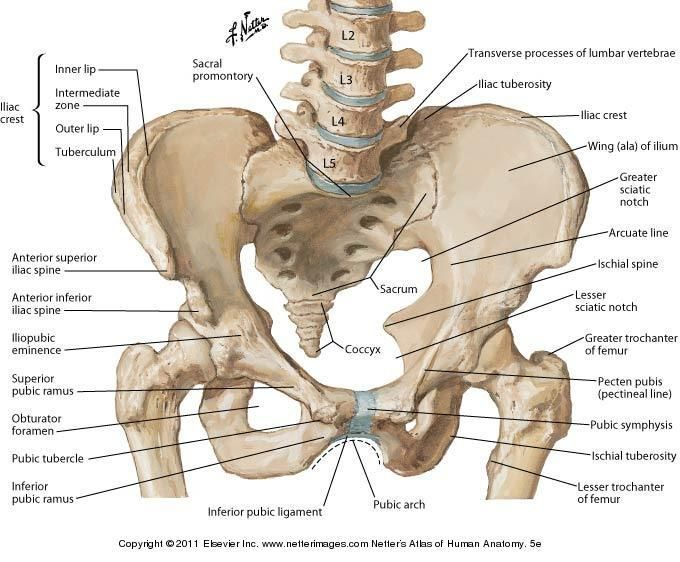 F. Netter
M.D.
L2
L3
L4
L5
Iliac
crest
Inner lip
Intermediate
zone
Outer lip
Tuberculum
Sacral
promontory
Anterior superior
iliac spine
Anterior inferior
iliac spine
Iliopubic
eminence
Superior
pubic ramus
Obturator
foramen
Pubic tubercle
Inferior
pubic ramus
Transverse processes of lumbar vertebrae
Iliac tuberosity
Iliac crest
Wing (ala) of ilium
Greater
sciatic
notch
Arcuate line
Ischial spine
Lesser
sciatic notch
Greater trochanter
of femur
Pecten pubis
(pectineal line)
Pubic symphysis
Ischial tuberosity
Lesser trochanter
of femur
Sacrum
Coccyx
Inferior pubic ligament
Pubic arch
Copyright © 2011 Elsevier Inc. www.netterimages.com Netter's Atlas of Human Anatomy. 5e